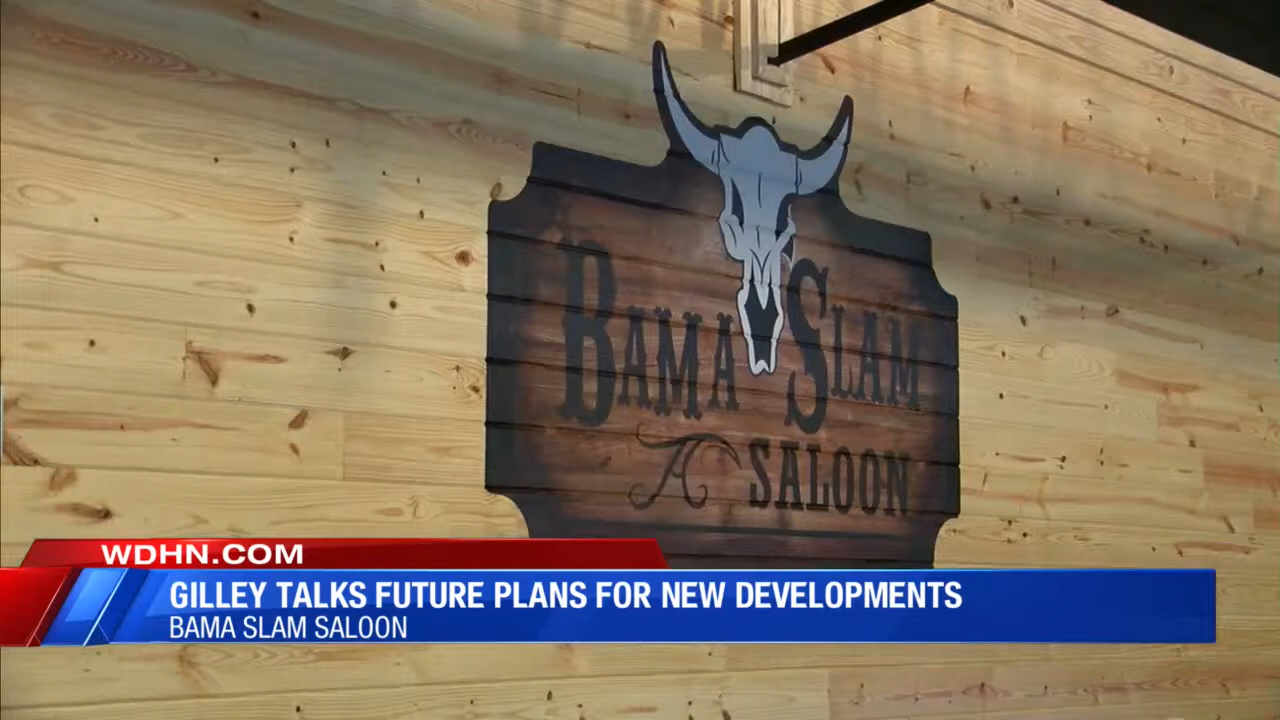 BAMA SLAM
SALOON
WDHN.COM
GILLEY TALKS FUTURE PLANS FOR NEW DEVELOPMENTS
BAMA SLAM SALOON